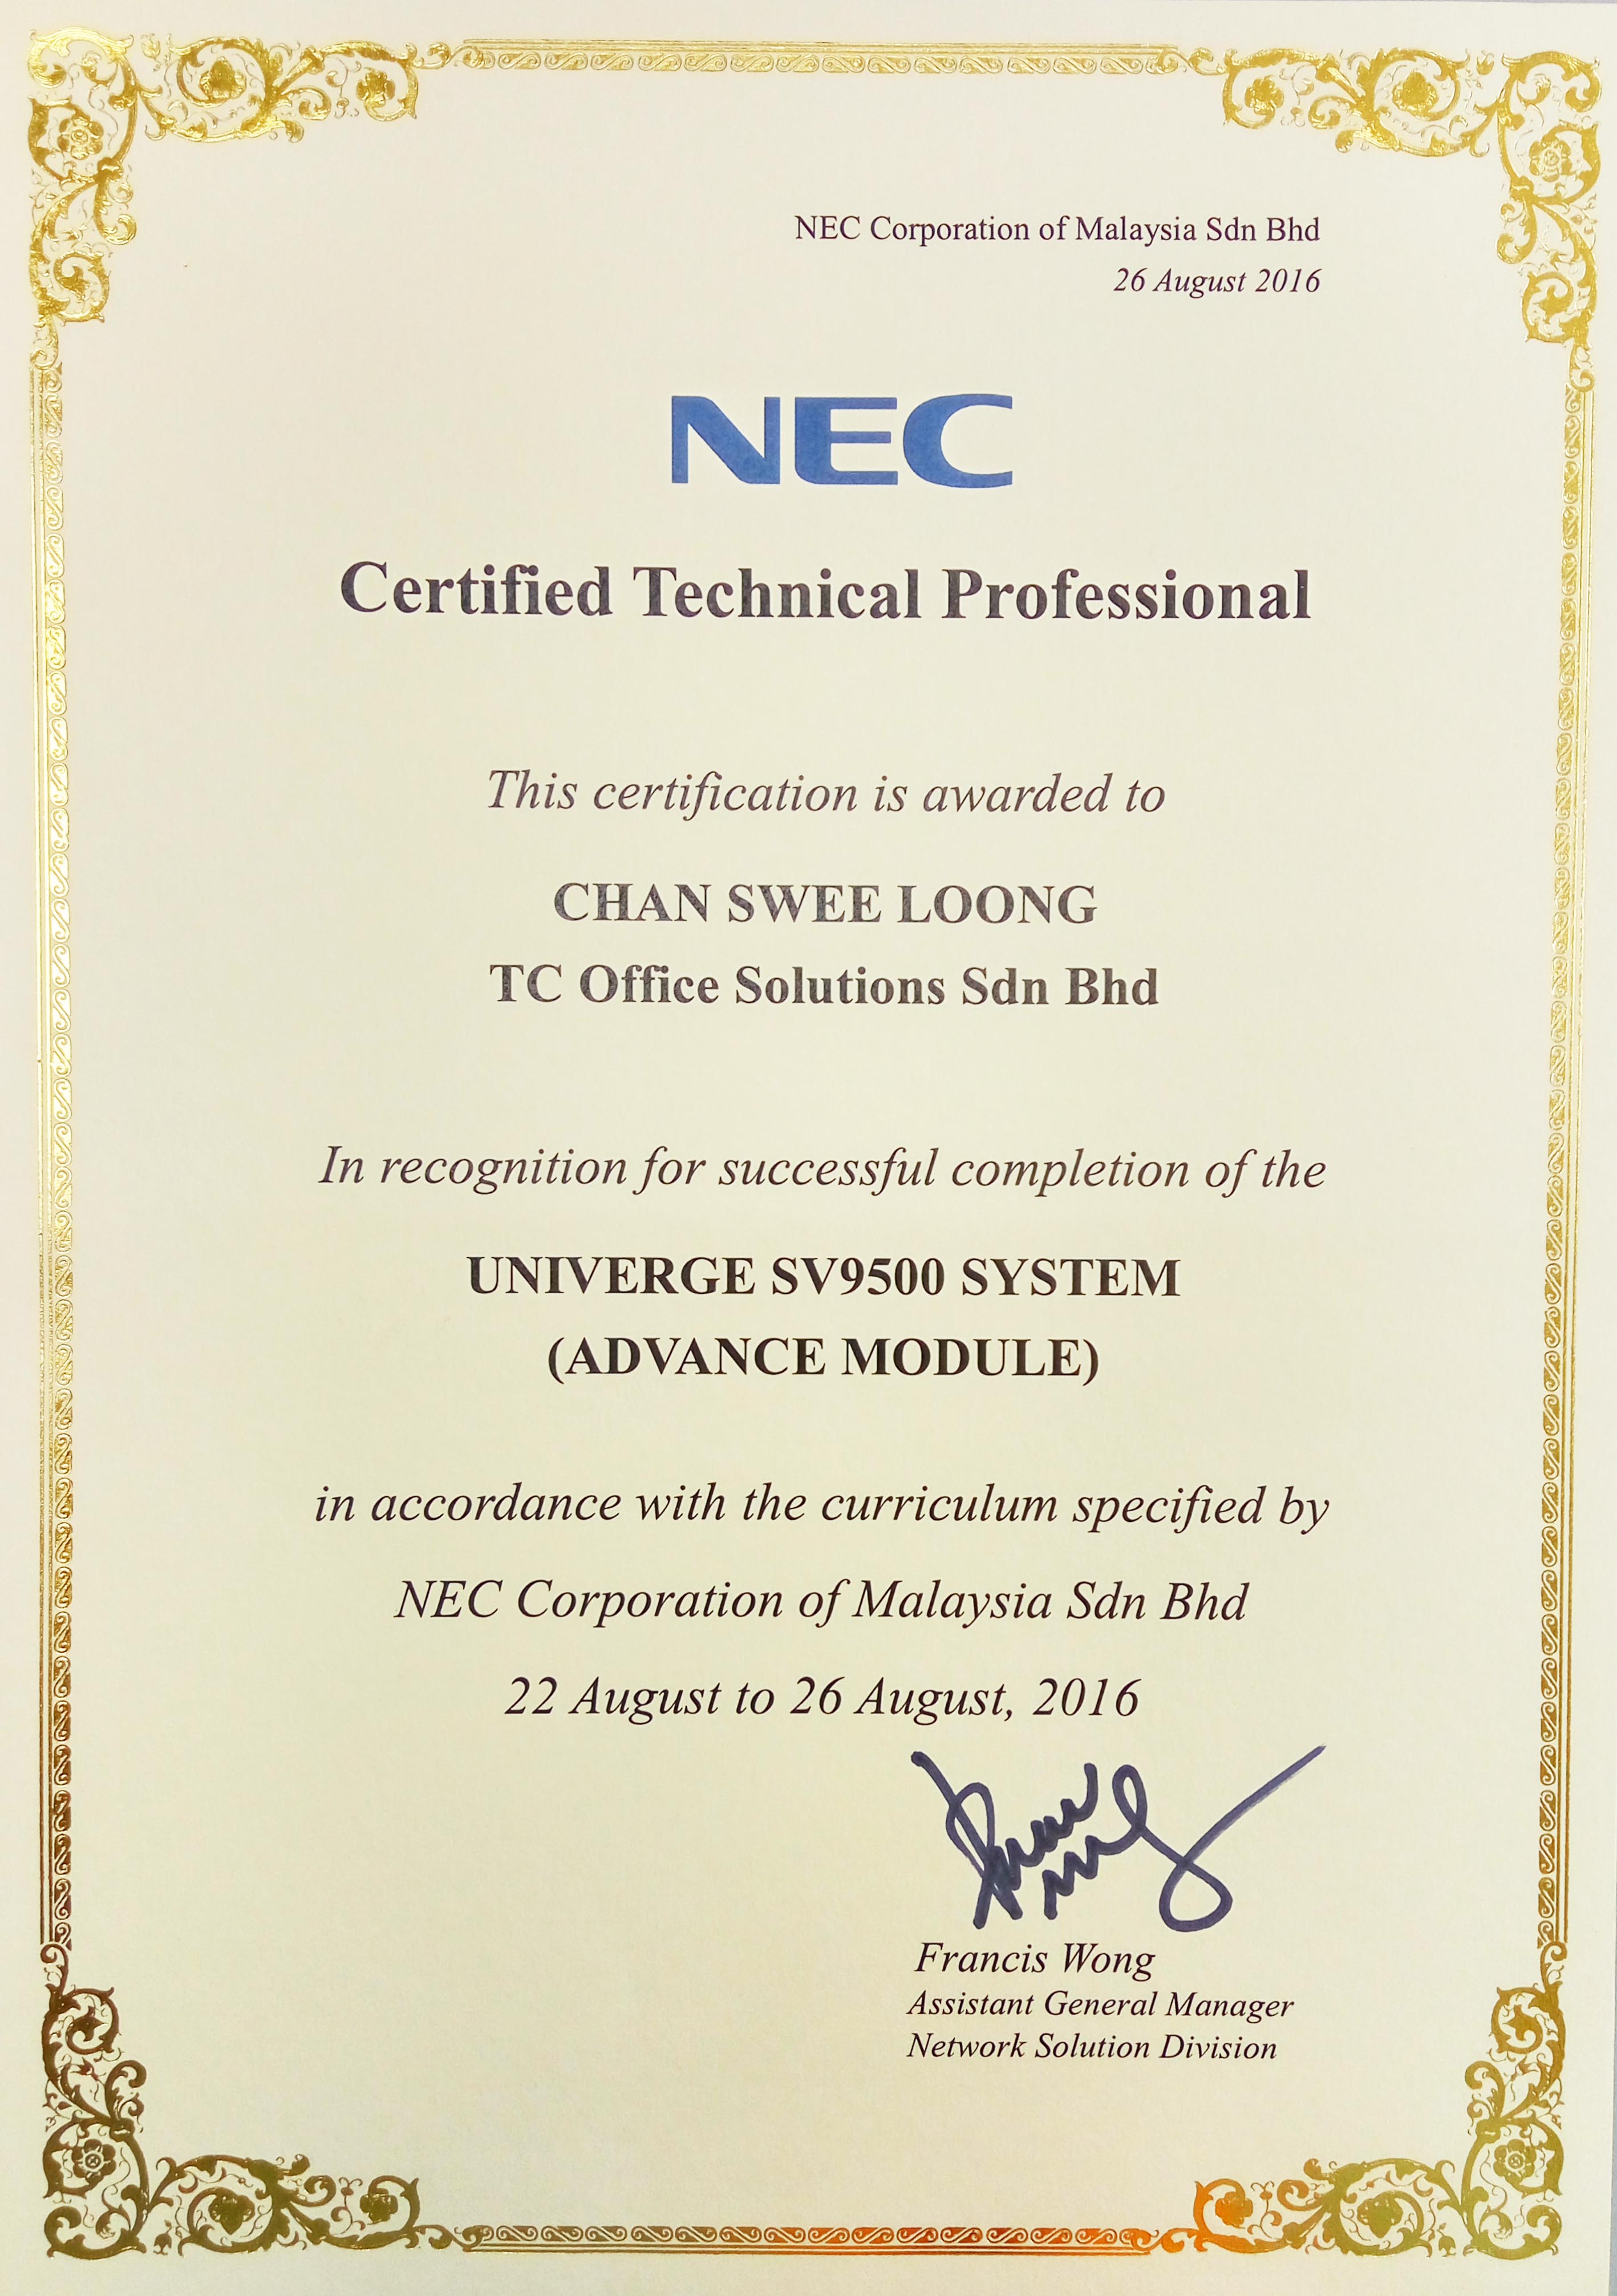 NEC Corporation of Malaysia Sdn Bhd
26 August 2016
NEC
Certified Technical Professional
This certification is awarded to
CHAN SWEE LOONG
TC Office Solutions Sdn Bhd
In recognition for successful completion of the
UNIVERGE SV9500 SYSTEM
(ADVANCE MODULE)
in accordance with the curriculum specified by
NEC Corporation of Malaysia Sdn Bhd
22 August to 26 August, 2016
Francis Wong
Assistant General Manager
Network Solution Division